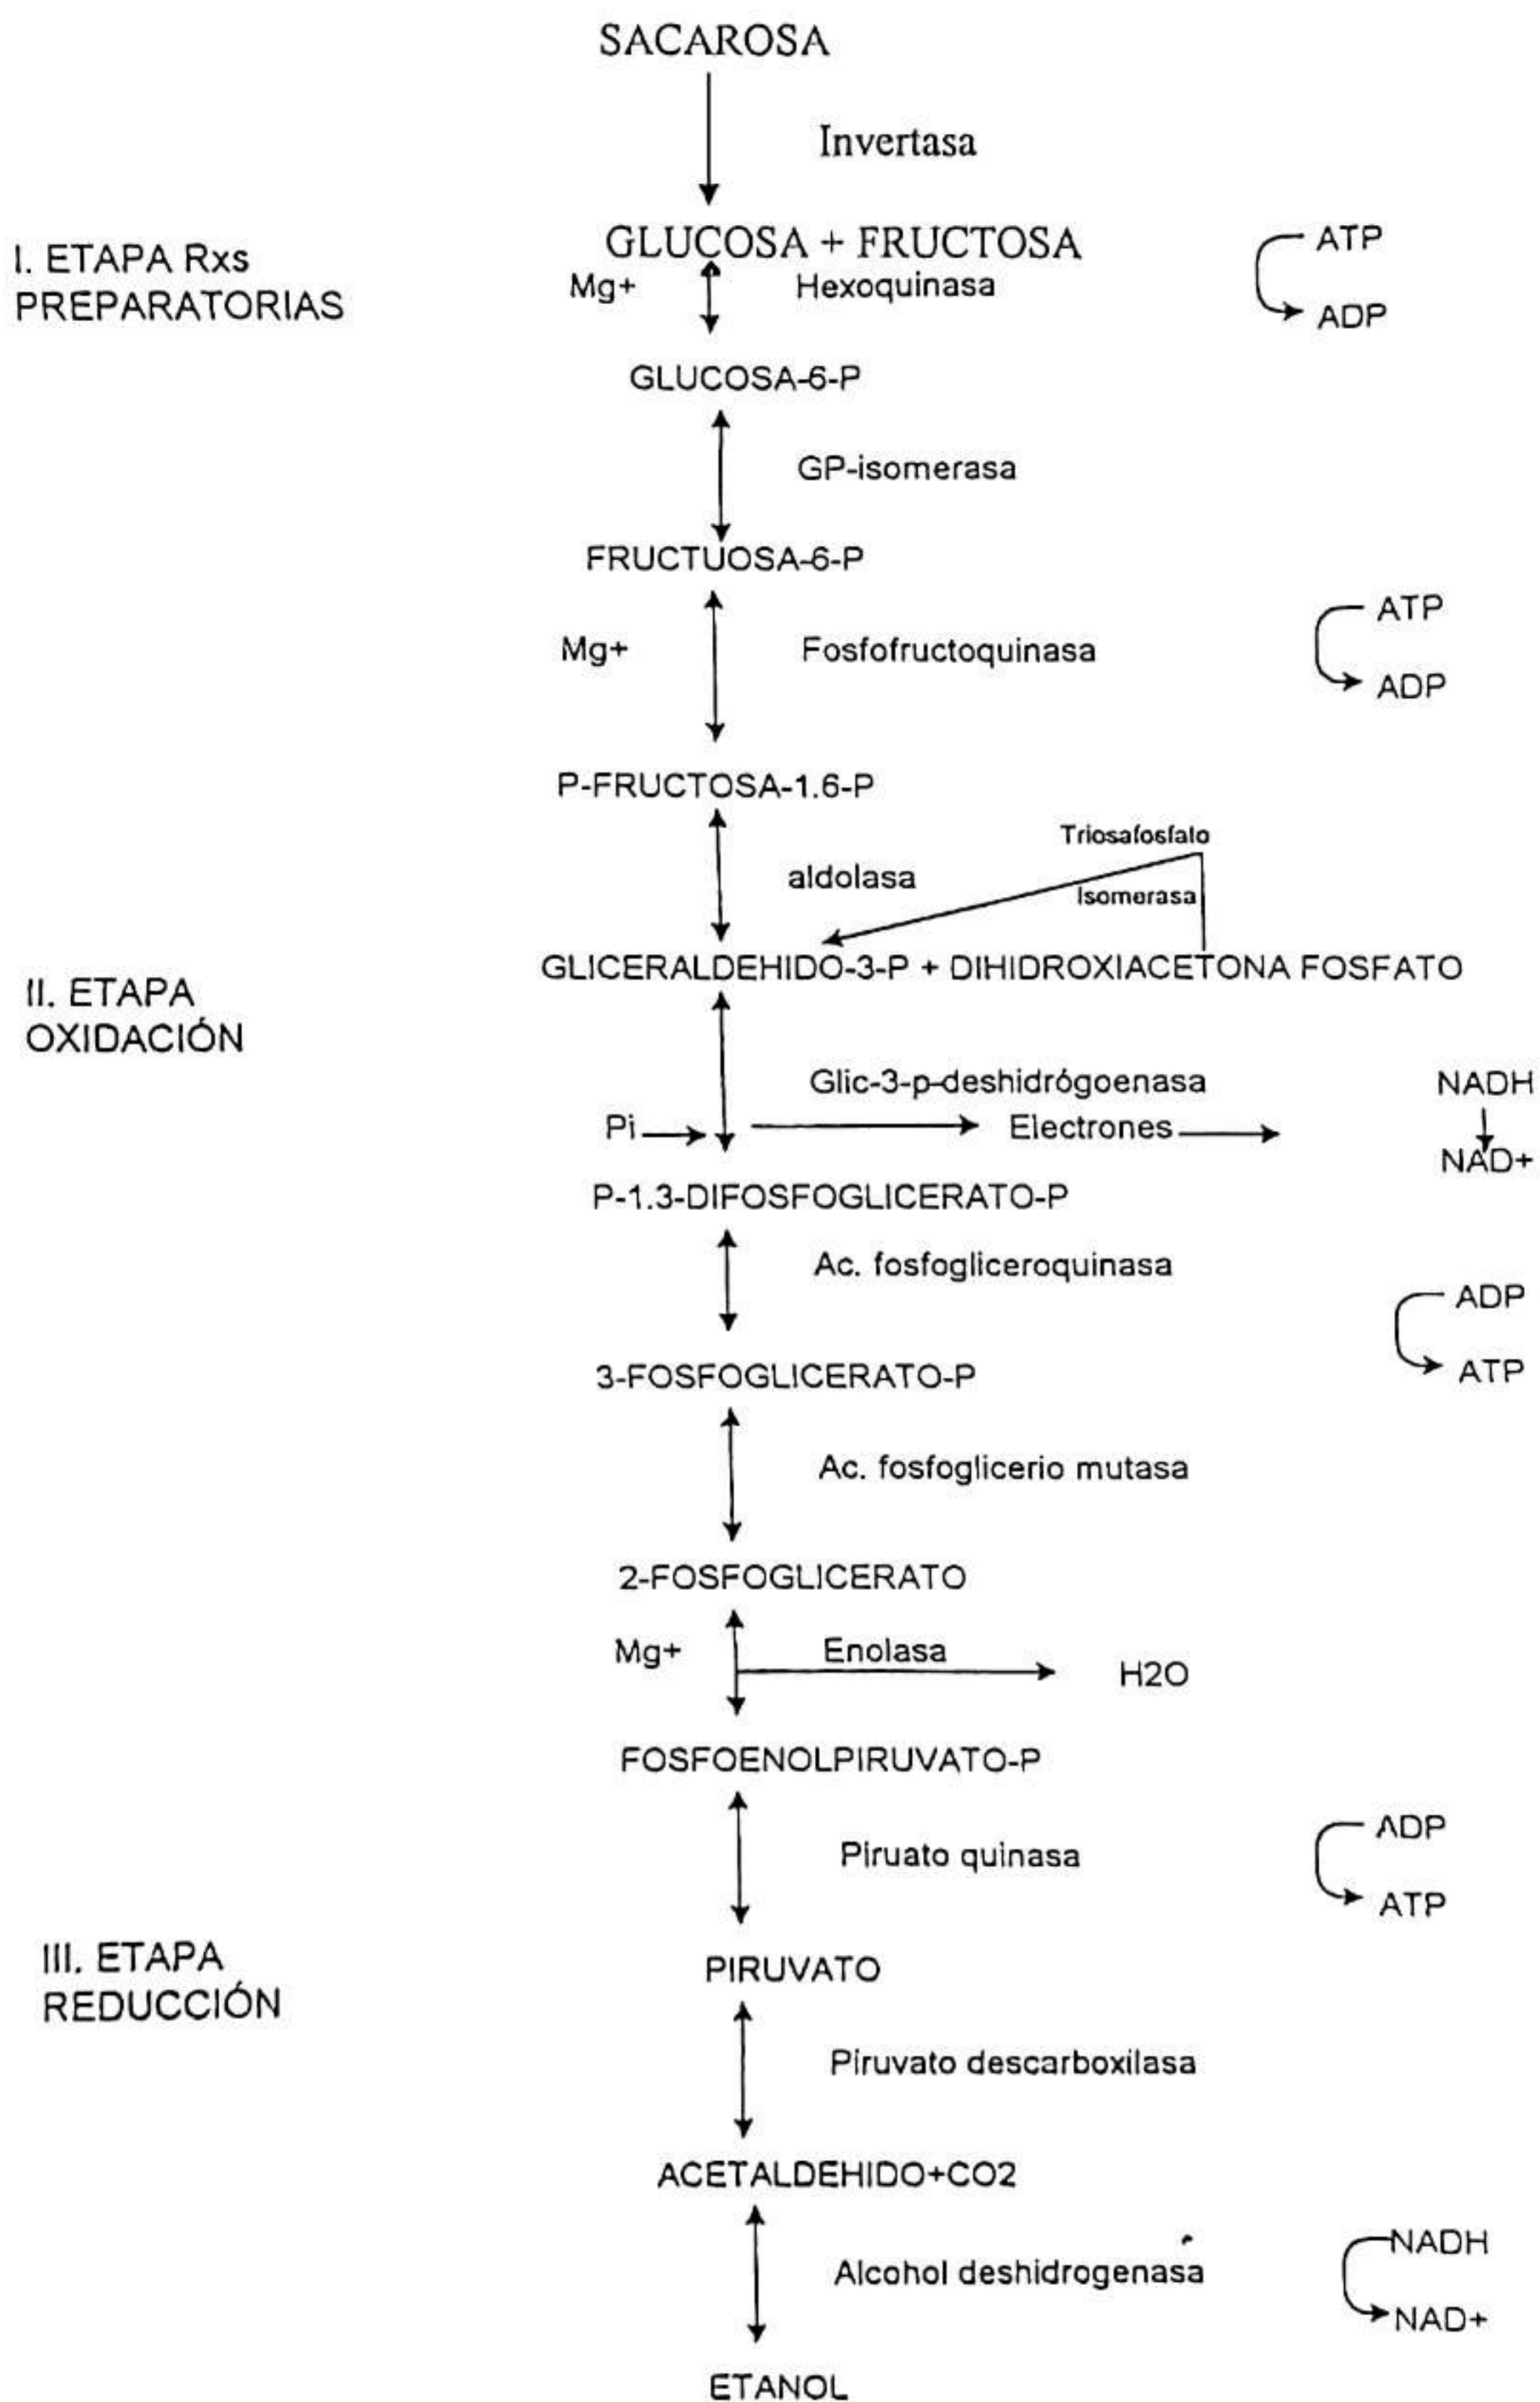 SACAROSA
Invertasa
I. ETAPA Rxs
PREPARATORIAS
GLUCOSA + FRUCTOSA
Mg+
Hexoquinasa
ATP
ADP
GLUCOSA-6-P
GP-isomerasa
FRUCTUOSA-6-P
Mg+
Fosfofructoquinasa
ATP
ADP
P-FRUCTOSA-1.6-P
aldolasa
Triosafosfato
Isomerasa
GLICERALDEHIDO-3-P + DIHIDROXIACETONA FOSFATO
II. ETAPA
OXIDACIÓN
Glic-3-p-deshidrógoenasa
Pi
Electrones
NADH
NAD+
P-1.3-DIFOSFOGLICERATO-P
Ac. fosfogliceroquinasa
ADP
ATP
3-FOSFOGLICERATO-P
Ac. fosfoglicerio mutasa
2-FOSFOGLICERATO
Mg+
Enolasa
H2O
FOSFOENOLPIRUVATO-P
Piruato quinasa
ADP
ATP
III. ETAPA
REDUCCIÓN
PIRUVATO
Piruvato descarboxilasa
ACETALDEHIDO+CO2
Alcohol deshidrogenasa
NADH
NAD+
ETANOL